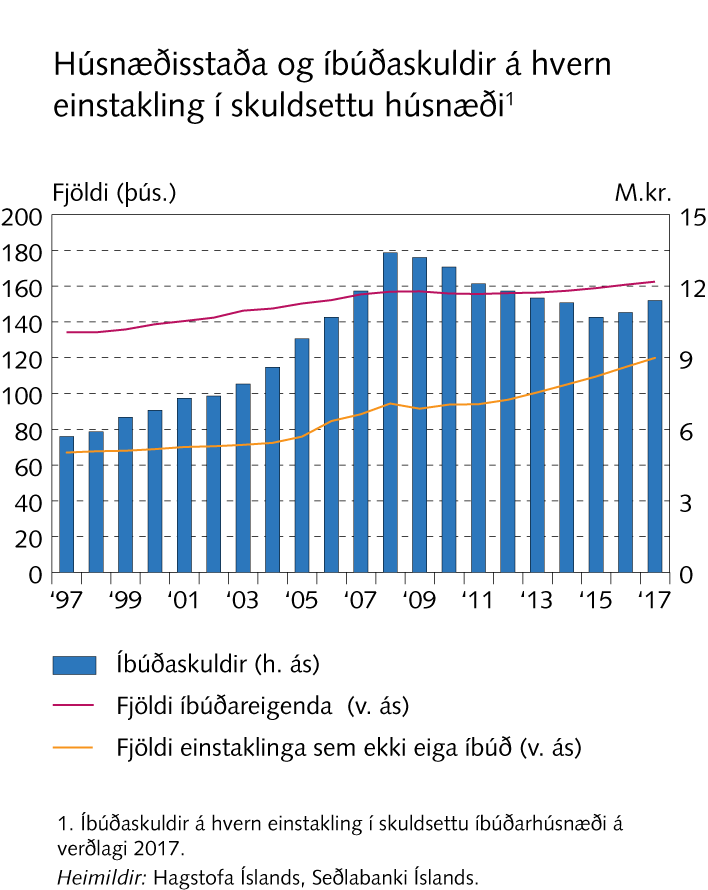 Húsnæðisstaða og íbúðaskuldir á hvern
einstakling í skuldsettu húsnæði¹
Fjöldi (þús.) M.kr.
200 15
180
160 12
140
120 9
100
80 6
60
40 3
20
0 0
‘97 ‘99 ‘01 ‘03 ‘05 ‘07 ‘09 ‘11 ‘13 ‘15 ‘17
Íbúðaskuldir (h. ás)
Fjöldi íbúðareigenda (v. ás)
Fjöldi einstaklinga sem ekki eiga íbúð (v. ás)
1. Íbúðaskuldir á hvern einstakling í skuldsettu íbúðarhúsnæði á
verðlagi 2017.
Heimildir: Hagstofa Íslands, Seðlabanki Íslands.